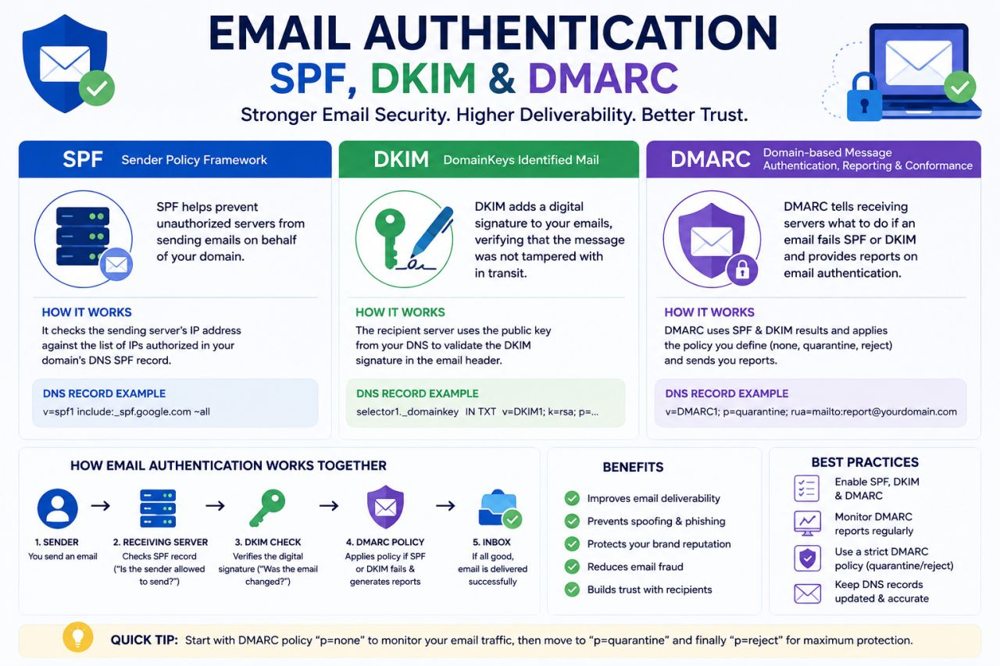 EMAIL AUTHENTICATION
SPF, DKIM & DMARC
Stronger Email Security. Higher Deliverability. Better Trust.
SPF Sender Policy Framework
SPF helps prevent
unauthorized servers from
sending emails on behalf
of your domain.
HOW IT WORKS
It checks the sending server's IP address
against the list of IPs authorized in your
domain's DNS SPF record.
DNS RECORD EXAMPLE
v=spf1 include:_spf.google.com ~all
DKIM DomainKeys Identified Mail
DKIM adds a digital
signature to your emails,
verifying that the message
was not tampered with
in transit.
HOW IT WORKS
The recipient server uses the public key
from your DNS to validate the DKIM
signature in the email header.
DNS RECORD EXAMPLE
selector1._domainkey IN TXT v=DKIM1; k=rsa; p=...
DMARC Domain-based Message
Authentication, Reporting & Conformance
DMARC tells receiving
servers what to do if an
email fails SPF or DKIM
and provides reports on
email authentication.
HOW IT WORKS
DMARC uses SPF & DKIM results and applies
the policy you define (none, quarantine, reject)
and sends you reports.
DNS RECORD EXAMPLE
v=DMARC1; p=quarantine; rua=mailto:report@yourdomain.com
HOW EMAIL AUTHENTICATION WORKS TOGETHER
1. SENDER
You send an email
2. RECEIVING SERVER
Checks SPF record
("Is the sender allowed
to send?")
3. DKIM CHECK
Verifies the digital
signature ("Was the email
changed?")
4. DMARC POLICY
Applies policy if SPF
or DKIM fails &
generates reports
5. INBOX
If all good,
email is delivered
successfully
BENEFITS
Improves email deliverability
Prevents spoofing & phishing
Protects your brand reputation
Reduces email fraud
Builds trust with recipients
BEST PRACTICES
Enable SPF, DKIM
& DMARC
Monitor DMARC
reports regularly
Use a strict DMARC
policy (quarantine/reject)
Keep DNS records
updated & accurate
QUICK TIP: Start with DMARC policy "p=none" to monitor your email traffic, then move to "p=quarantine" and finally "p=reject" for maximum protection.